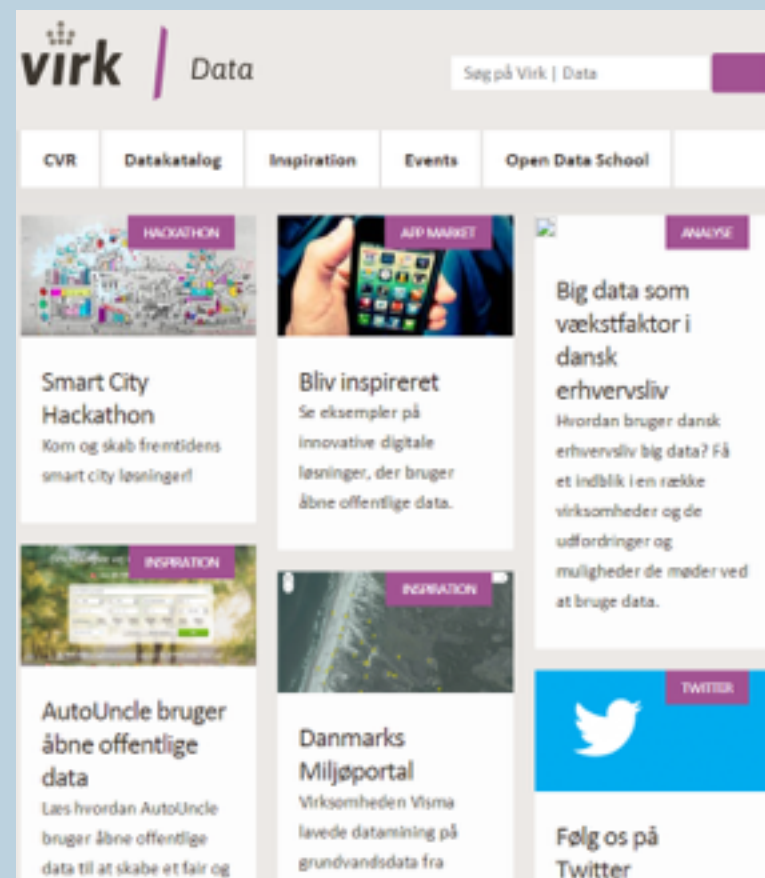 virk | Data
Søg på Virk | Data
CVR
Datakatalog
Inspiration
Events
Open Data School
HACKATHON
Smart City
Hackathon
Kom og skab fremtidens
smart city løsninger!
APP MARKET
Bliv inspireret
Se eksempler på
innovative digitale
løsninger, der bruger
åbne offentlige data.
ANALYSE
Big data som
vækstfaktor i
dansk
erhvervsliv
Hvordan bruger dansk
erhvervsliv big data? Få
et indblik i en række
virksomheder og de
udfordringer og
muligheder de møder ved
at bruge data.
INSPIRATION
AutoUncle bruger
åbne offentlige
data
Læs hvordan AutoUncle
bruger åbne offentlige
data til at skabe et fair og
INSPIRATION
Danmarks
Miljøportal
Virksomheden Visma
lavede datamining på
grundvandsdata fra
TWITTER
Følg os på
Twitter